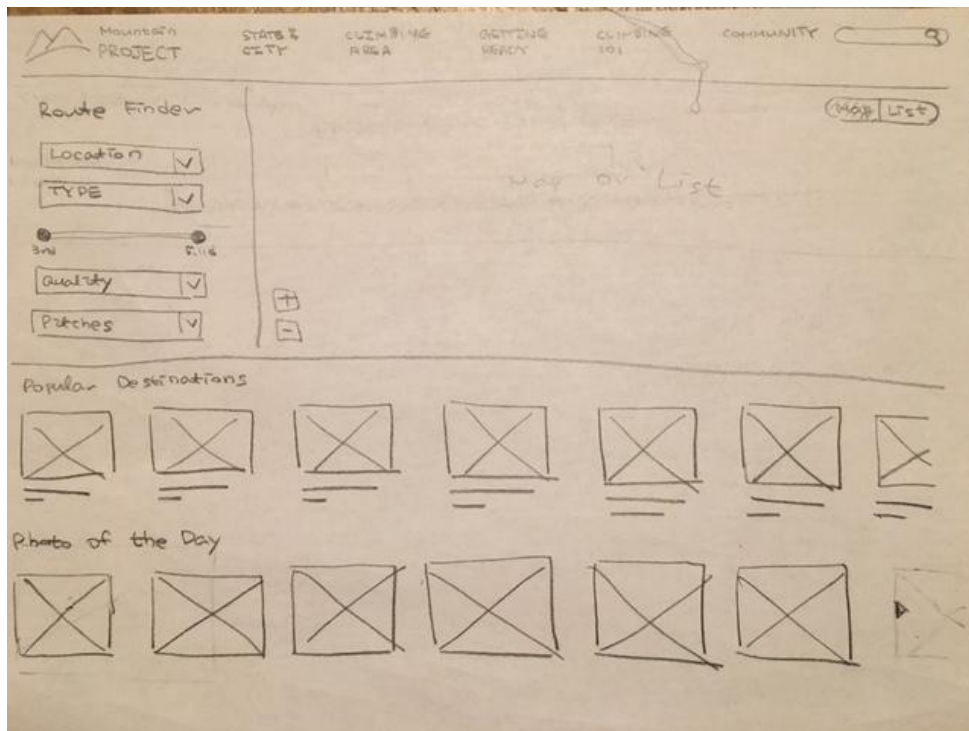 Mountain
PROJECT
STATE &
CITY
CLIMBING
AREA
GETTING
READY
CLIMBING
101
COMMUNITY
Route Finder
Map List
Location
TYPE
Map or List
3rd
Quality
Pitches
+
-
Popular Destinations
Photo of the Day